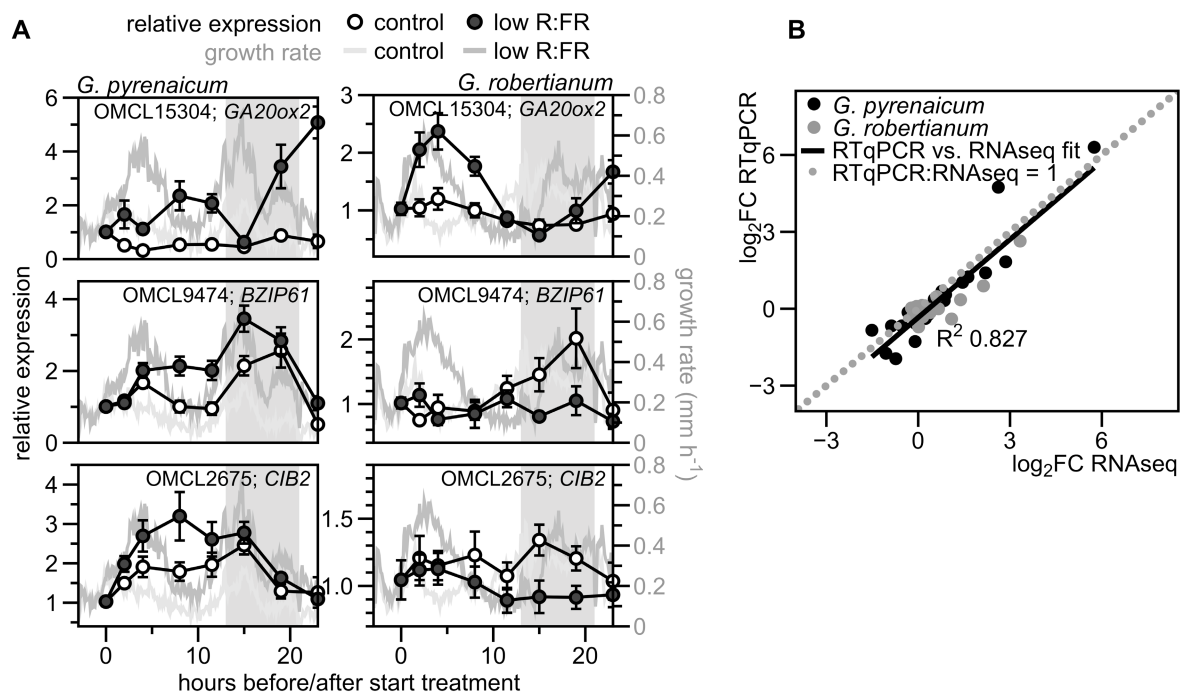 A
relative expression control low R:FR
growth rate control low R:FR
G. pyrenaicum G. robertianum
OMCL15304; GA20ox2
6
4
2
0
OMCL15304; GA20ox2
3
2
1
0.8
0.6
0.4
0.2
0
OMCL9474; BZIP61
4
2
0
OMCL9474; BZIP61
2
1
0.8
0.6
0.4
0.2
0
OMCL2675; CIB2
4
3
2
1
OMCL2675; CIB2
1.5
1.0
0.8
0.6
0.4
0.2
0
relative expression
growth rate (mm h-1)
0 10 20 0 10 20
hours before/after start treatment
B
G. pyrenaicum
G. robertianum
RTqPCR vs. RNAseq fit
RTqPCR:RNAseq = 1
log2FC RTqPCR
6
3
0
−3
R2 0.827
−3 0 3 6
log2FC RNAseq